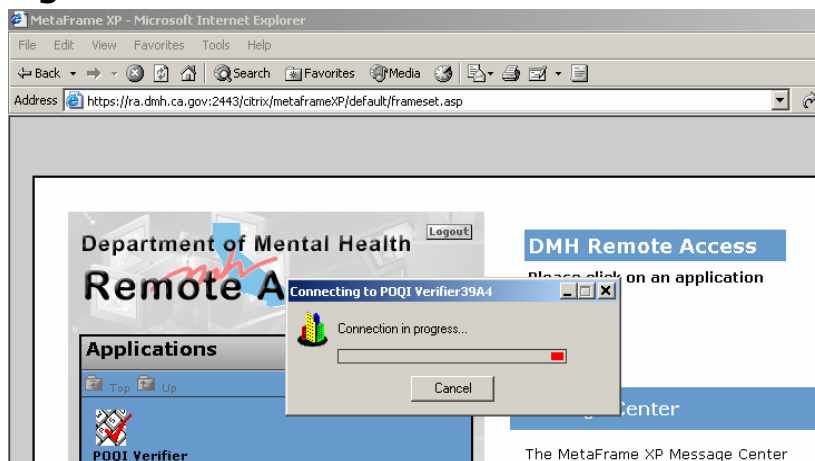 MetaFrame XP - Microsoft Internet Explorer
File Edit View Favorites Tools Help
Back Search Favorites Media
Address https://ra.dmh.ca.gov:2443/citrix/metaframeXP/default/frameset.asp
Department of Mental Health
Logout
Remote A
DMH Remote Access
Please click on an application
Connecting to POQI Verifier39A4
Connection in progress...
Cancel
Applications
Top Up
POQI Verifier
Center
The MetaFrame XP Message Center